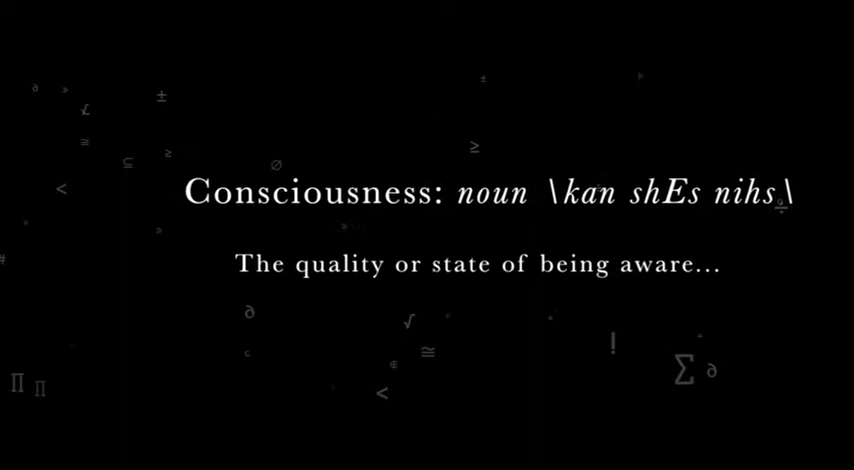 Consciousness: noun \kan shEs nihs\
The quality or state of being aware...